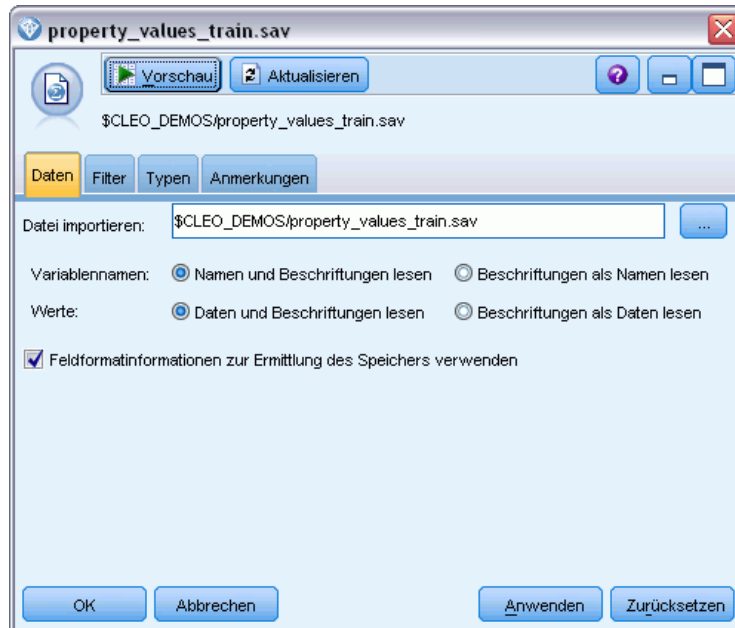 property_values_train.sav
Vorschau Aktualisieren
$CLEO_DEMOS/property_values_train.sav
Daten Filter Typen Anmerkungen
Datei importieren: $CLEO_DEMOS/property_values_train.sav ...
Variablennamen: Namen und Beschriftungen lesen Beschriftungen als Namen lesen
Werte: Daten und Beschriftungen lesen Beschriftungen als Daten lesen
Feldformatinformationen zur Ermittlung des Speichers verwenden
OK Abbrechen Anwenden Zurücksetzen